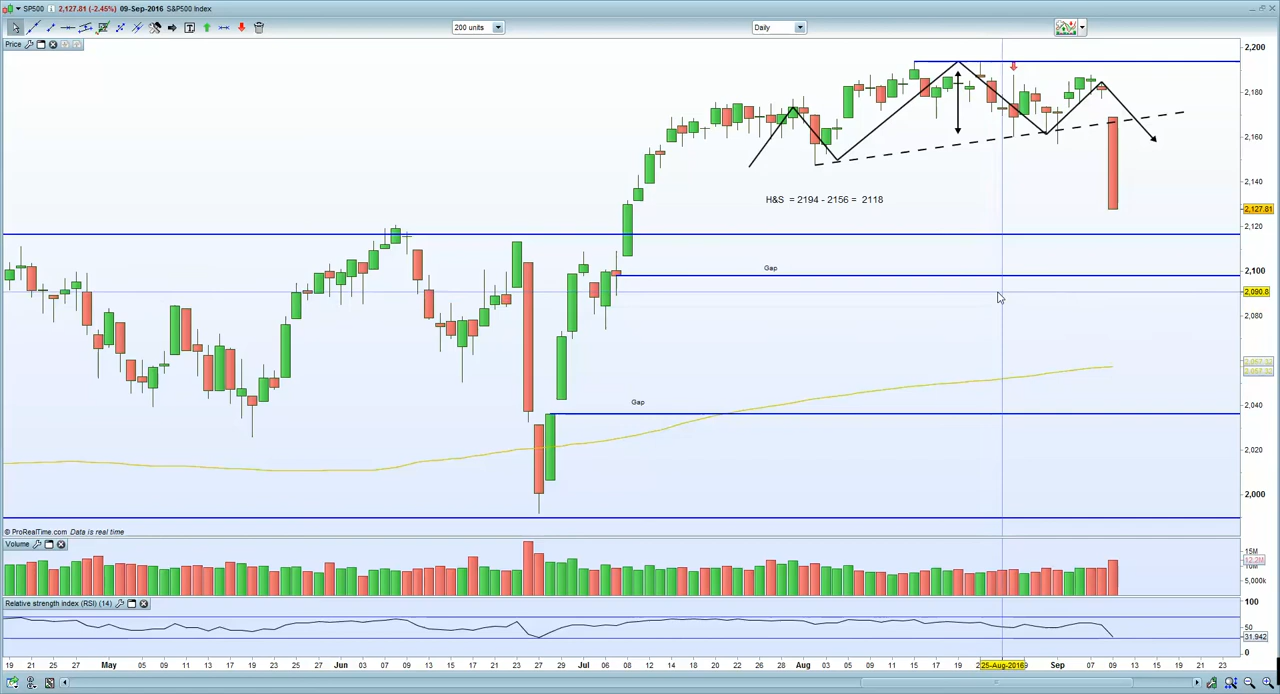 SP500 2,127.81 (-2.45%) 09-Sep-2016 S&P500 Index
200 units
Daily
Price
2,200
2,180
2,160
2,140
2,127.81
2,120
2,100
2,090.8
2,080
2,040
2,020
2,000
H&S = 2194 - 2156 = 2118
Gap
Gap
© ProRealTime.com Data is real time
Volume
15M
5,000k
Relative strength index (RSI) (14)
100
50
31.942
0
19 21 25 27 May 05 09 11 13 17 19 23 25 27 Jun 03 07 09 13 15 17 21 23 27 29 Jul 06 08 12 14 18 20 22 26 28 Aug 03 05 09 11 15 17 19 25-Aug-2016 Sep 07 09 13 15 19 21 23